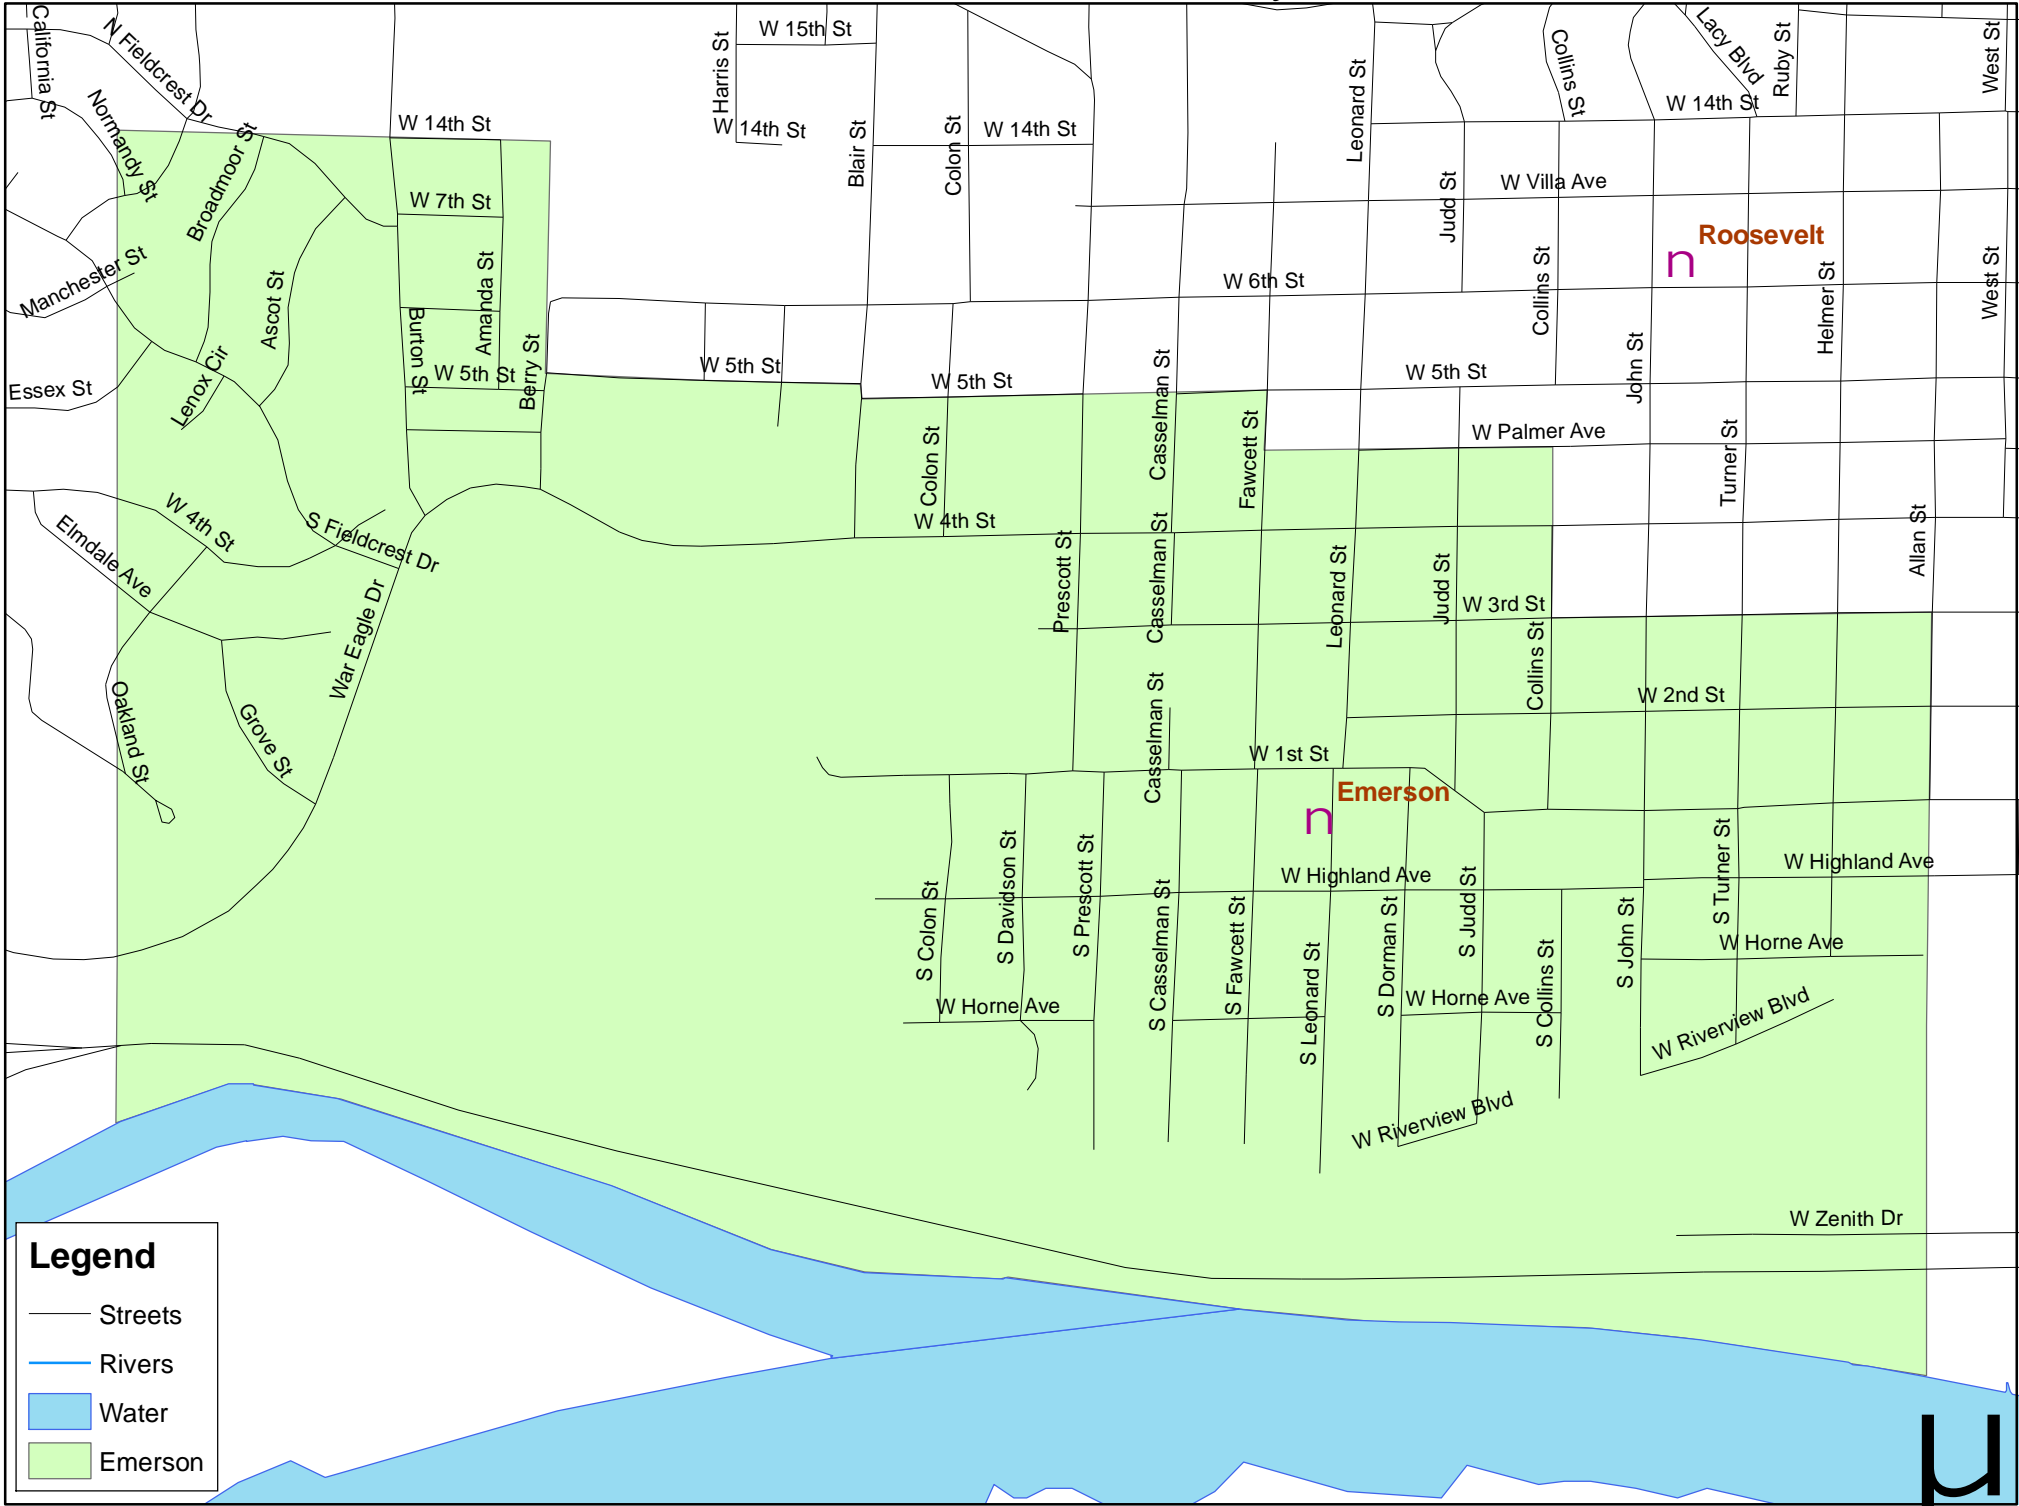 California St
N Fieldcrest Dr
Harris St
W 15th St
Leonard St
Collins St
Lacy Blvd
Ruby St
West St
Normandy St
Broadmoor St
W 14th St
W 14th St
Blair St
Colon St
W 14th St
W 14th St
Judd St
W Villa Ave
W 7th St
Roosevelt
n
Manchester St
Ascot St
Amanda St
W 6th St
Collins St
Helmer St
West St
Burton St
Berry St
Essex St
Lenox Cir
W 5th St
W 5th St
W 5th St
Casselman St
W 5th St
John St
Fawcett St
W Palmer Ave
Turner St
Colon St
W 4th St
S Fieldcrest Dr
W 4th St
Elmdale Ave
Prescott St
Casselman St
Leonard St
Judd St
Allan St
War Eagle Dr
W 3rd St
Collins St
Oakland St
Grove St
Casselman St
W 2nd St
W 1st St
Emerson
n
S Colon St
S Davidson St
S Prescott St
S Casselman St
S Fawcett St
W Highland Ave
S Leonard St
S Dorman St
S Judd St
S Collins St
S John St
S Turner St
W Highland Ave
W Horne Ave
W Horne Ave
W Horne Ave
W Riverview Blvd
W Riverview Blvd
W Zenith Dr
Legend
Streets
Rivers
Water
Emerson
µ